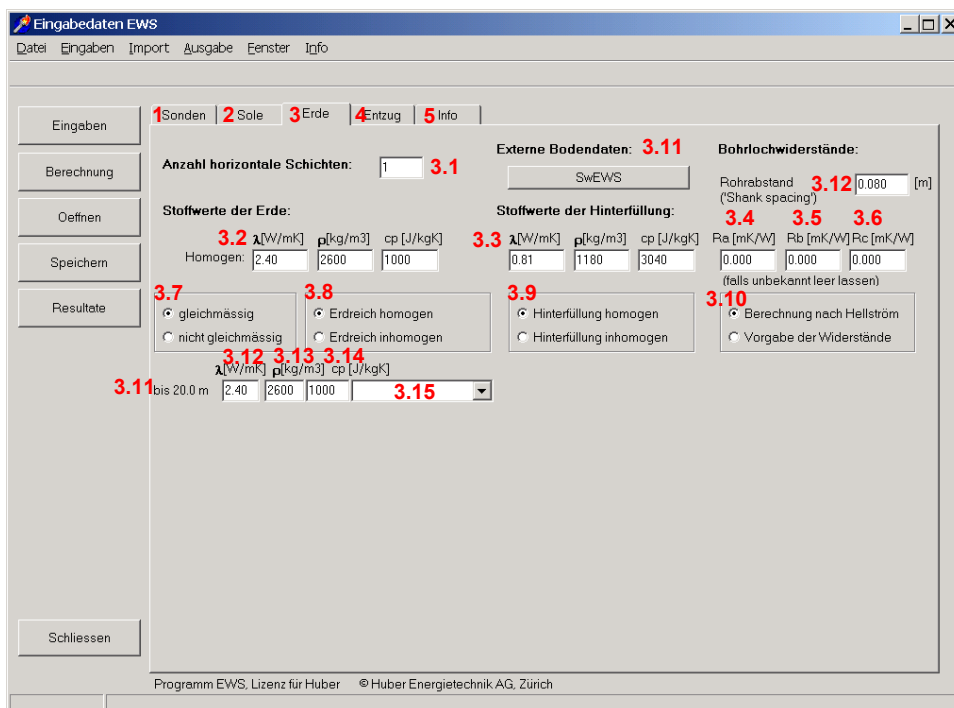 Eingabedaten EWS
Datei Eingaben Import Ausgabe Fenster Info
Eingaben
Berechnung
Oeffnen
Speichern
Resultate
Schliessen
1 Sonden 2 Sole 3 Erde 4 Entzug 5 Info
Anzahl horizontale Schichten: 1 3.1
Externe Bodendaten: 3.11
SwEWS
Bohrlochwiderstände:
Rohrabstand 3.12 0.080 [m]
('Shank spacing')
Stoffwerte der Erde:
3.2 λ[W/mK] ρ[kg/m3] cp [J/kgK]
Homogen: 2.40 2600 1000
Stoffwerte der Hinterfüllung:
3.3 λ[W/mK] ρ[kg/m3] cp [J/kgK]
0.81 1180 3040
3.4 3.5 3.6
Ra [mK/W] Rb [mK/W] Rc [mK/W]
0.000 0.000 0.000
(falls unbekannt leer lassen)
3.7
gleichmässig
nicht gleichmässig
3.8
Erdreich homogen
Erdreich inhomogen
3.9
Hinterfüllung homogen
Hinterfüllung inhomogen
3.10
Berechnung nach Hellström
Vorgabe der Widerstände
3.12 3.13 3.14
λ[W/mK] ρ[kg/m3] cp [J/kgK]
3.11 bis 20.0 m 2.40 2600 1000 3.15
Programm EWS, Lizenz für Huber © Huber Energietechnik AG, Zürich